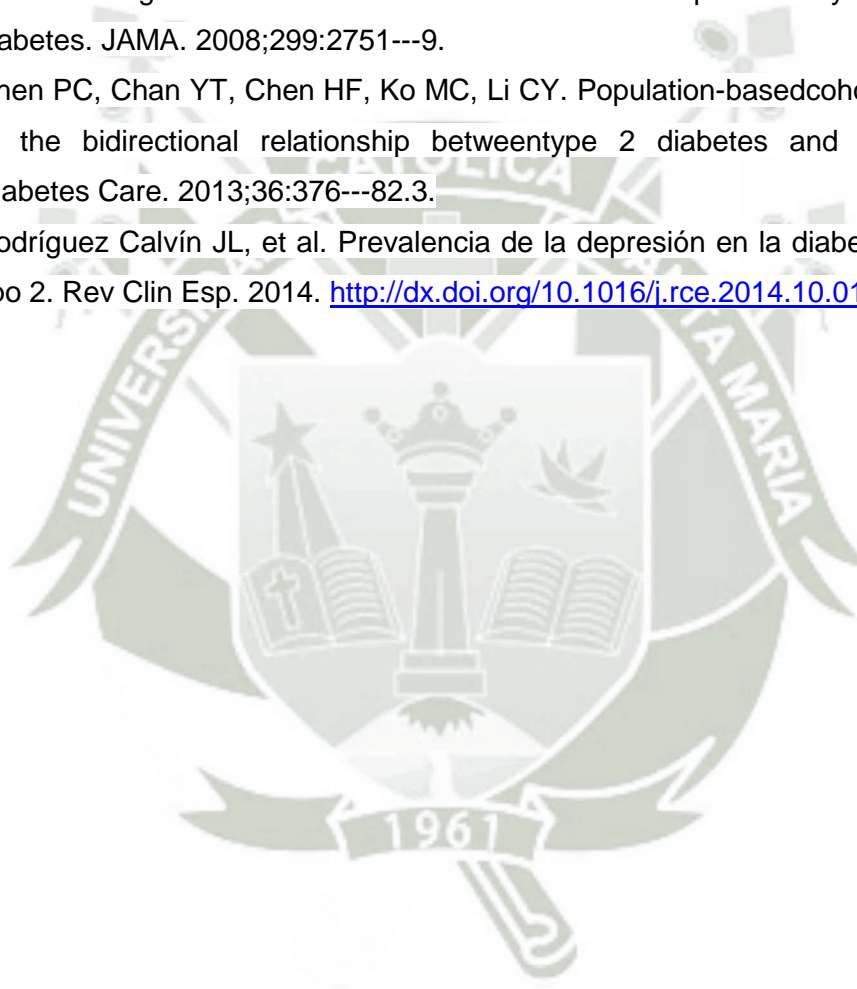 abetes. JAMA. 2008;299:2751---9.
hen PC, Chan YT, Chen HF, Ko MC, Li CY. Population-basedcoho
the bidirectional relationship betweentype 2 diabetes and
iabetes Care. 2013;36:376---82.3.
odríguez Calvín JL, et al. Prevalencia de la depresión en la diabe
oo 2. Rev Clin Esp. 2014. http://dx.doi.org/10.1016/j.rce.2014.10.01
CATOLICA
SANTA MARIA
1961